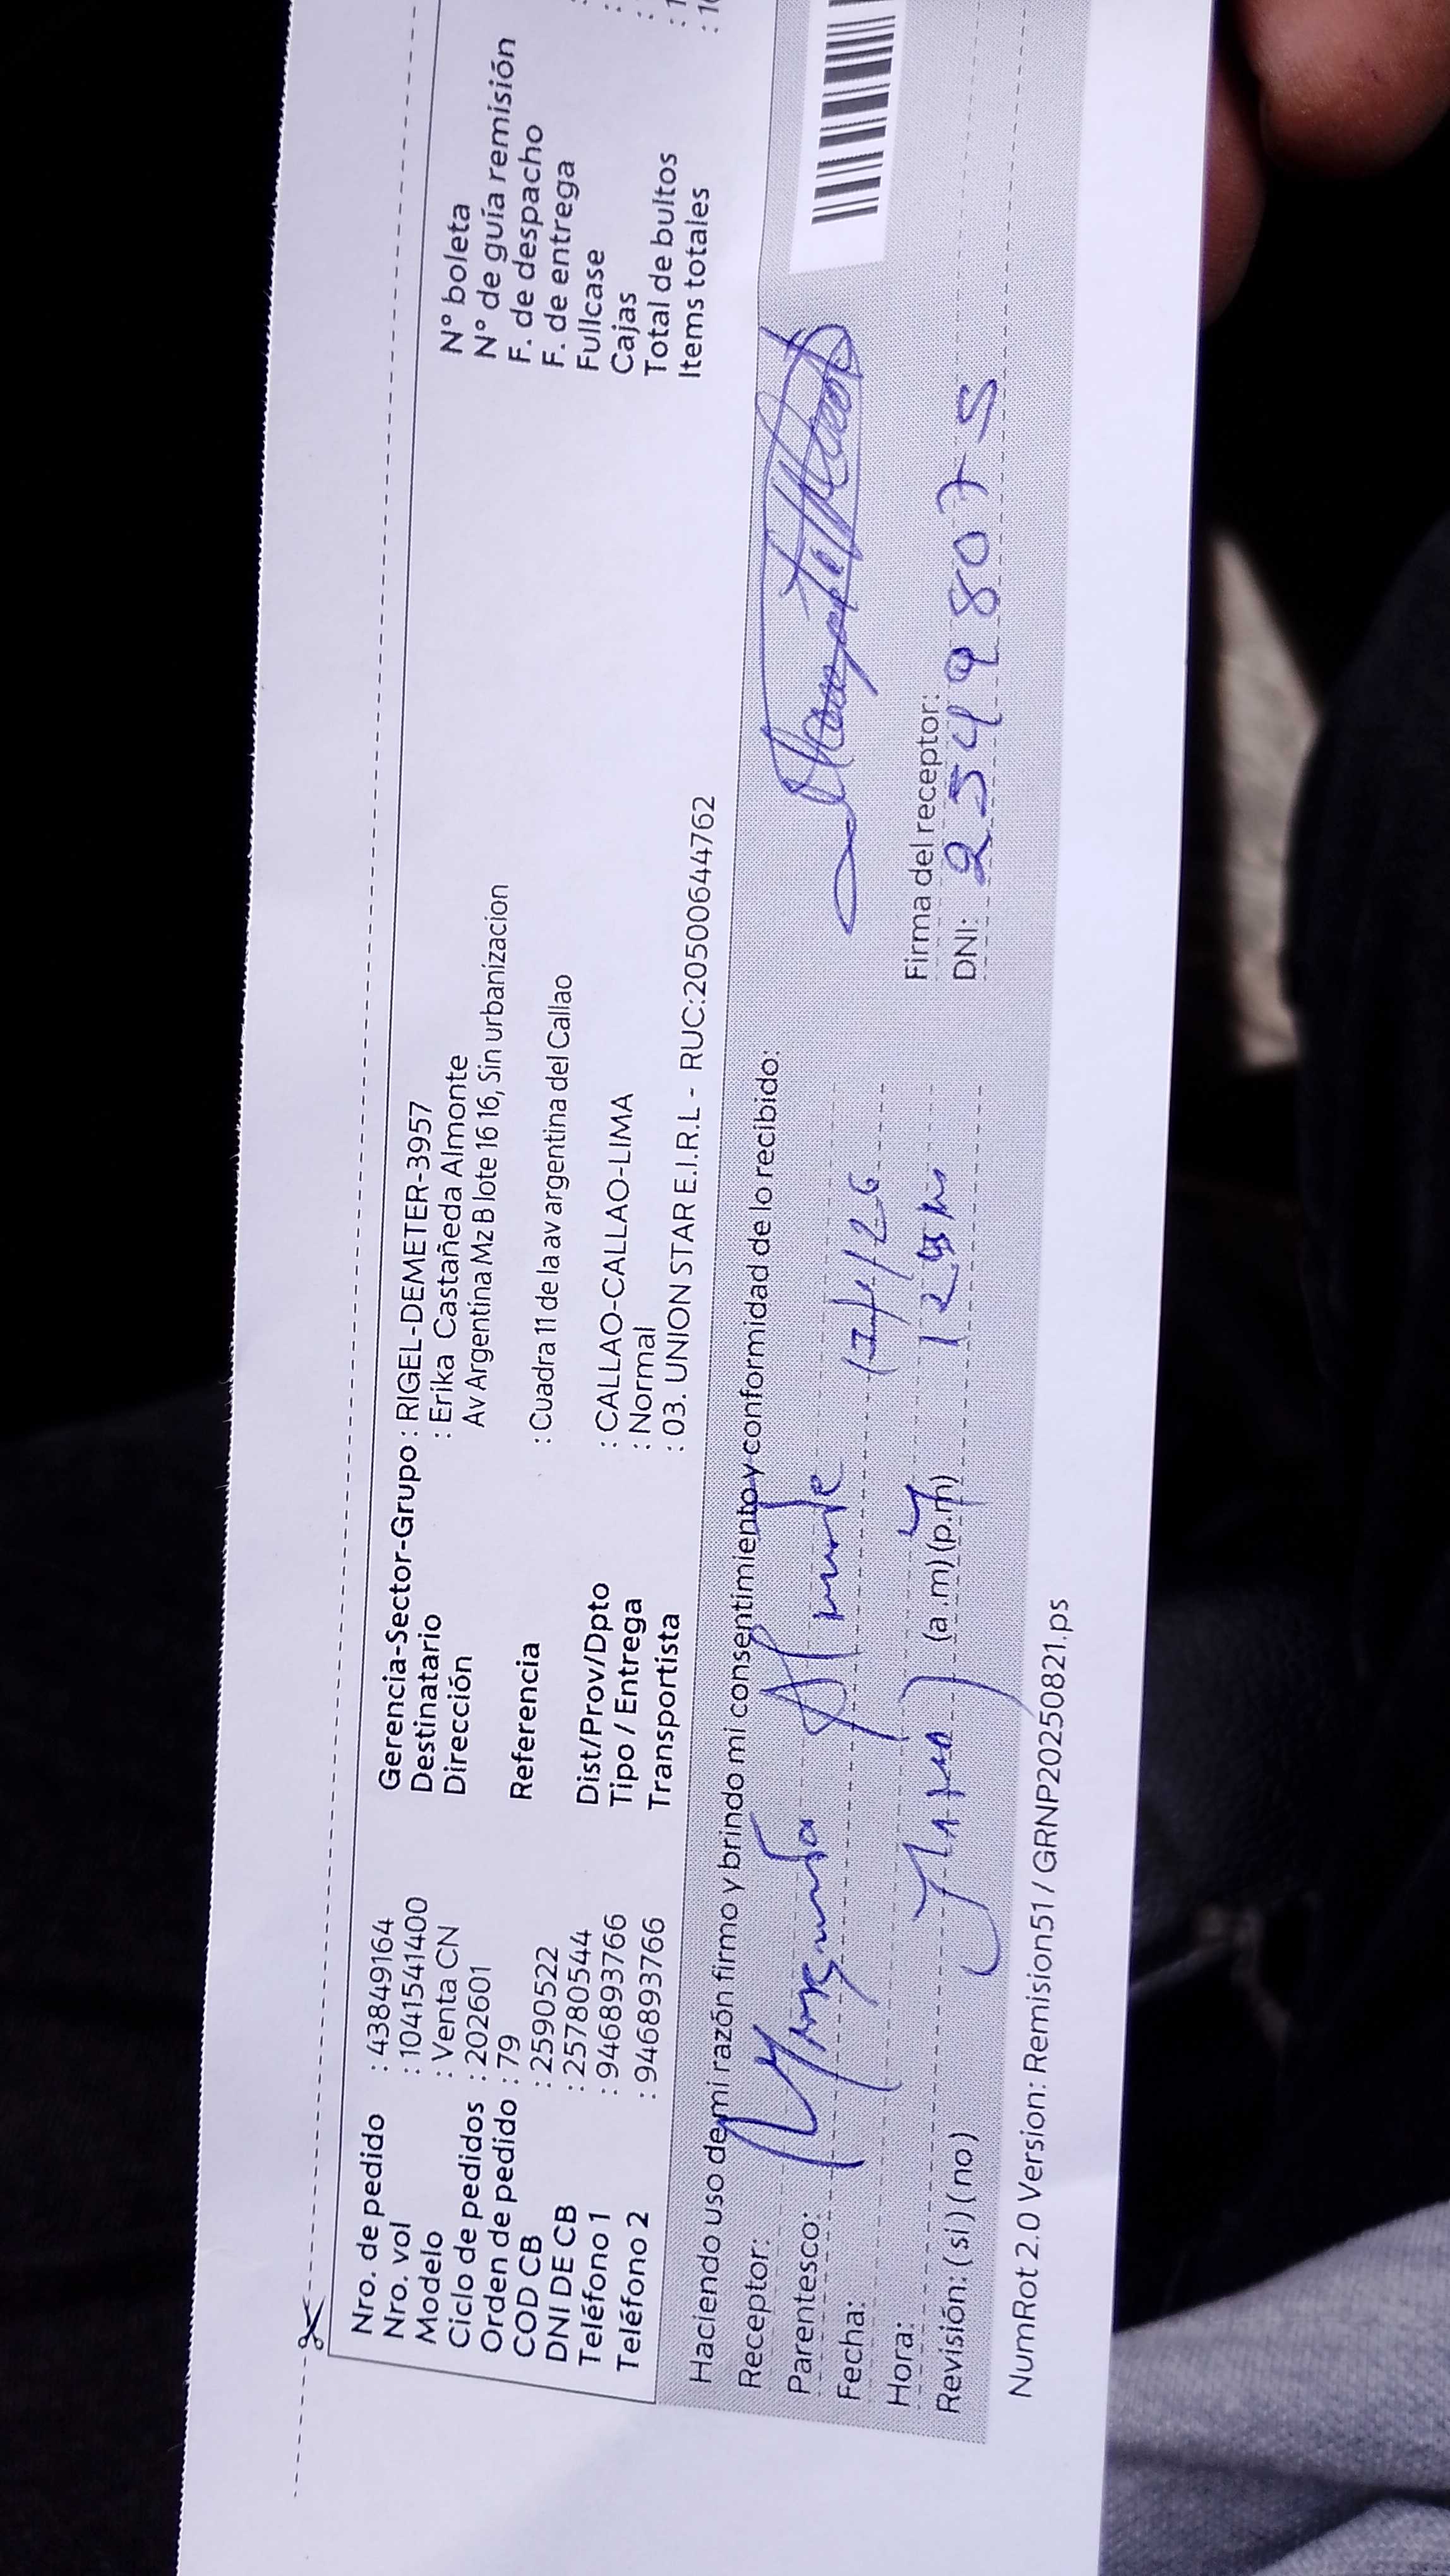 Nro. de pedido : 43849164
Nro. vol : 1041541400
Modelo : Venta CN
Ciclo de pedidos : 202601
Orden de pedido : 79
COD CB : 2590522
DNI DE CB : 25780544
Teléfono 1 : 946893766
Teléfono 2 : 946893766
Gerencia-Sector-Grupo : RIGEL-DEMETER-3957
Destinatario : Erika Castañeda Almonte
Dirección Av Argentina Mz B lote 16 16, Sin urbanizacion
Referencia : Cuadra 11 de la av argentina del Callao
Dist/Prov/Dpto : CALLAO-CALLAO-LIMA
Tipo / Entrega : Normal
Transportista : 03. UNION STAR E.I.R.L - RUC:20500644762
N° boleta
N° de guía remisión
F. de despacho
F. de entrega
Fullcase
Cajas
Total de bultos
Items totales
Haciendo uso de mi razón firmo y brindo mi consentimiento y conformidad de lo recibido:
Receptor: Margarita Almonte
Parentesco:
Fecha:
Hora: (a.m) (p.m)
Revisión: (si) (no)
Firma del receptor:
DNI: 25498075
NumRot 2.0 Version: Remision51 / GRNP20250821.ps